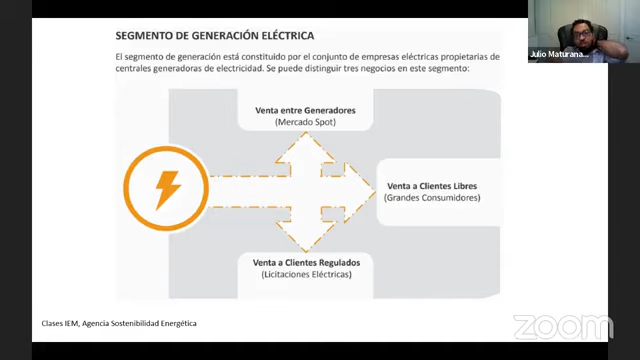 SEGMENTO DE GENERACIÓN ELÉCTRICA
El segmento de generación está constituido por el conjunto de empresas eléctricas propietarias de
centrales generadoras de electricidad. Se puede distinguir tres negocios en este segmento:
Julio Maturana...
Venta entre Generadores
(Mercado Spot)
Venta a Clientes Libres
(Grandes Consumidores)
Venta a Clientes Regulados
(Licitaciones Eléctricas)
Clases IEM, Agencia Sostenibilidad Energética
zoom